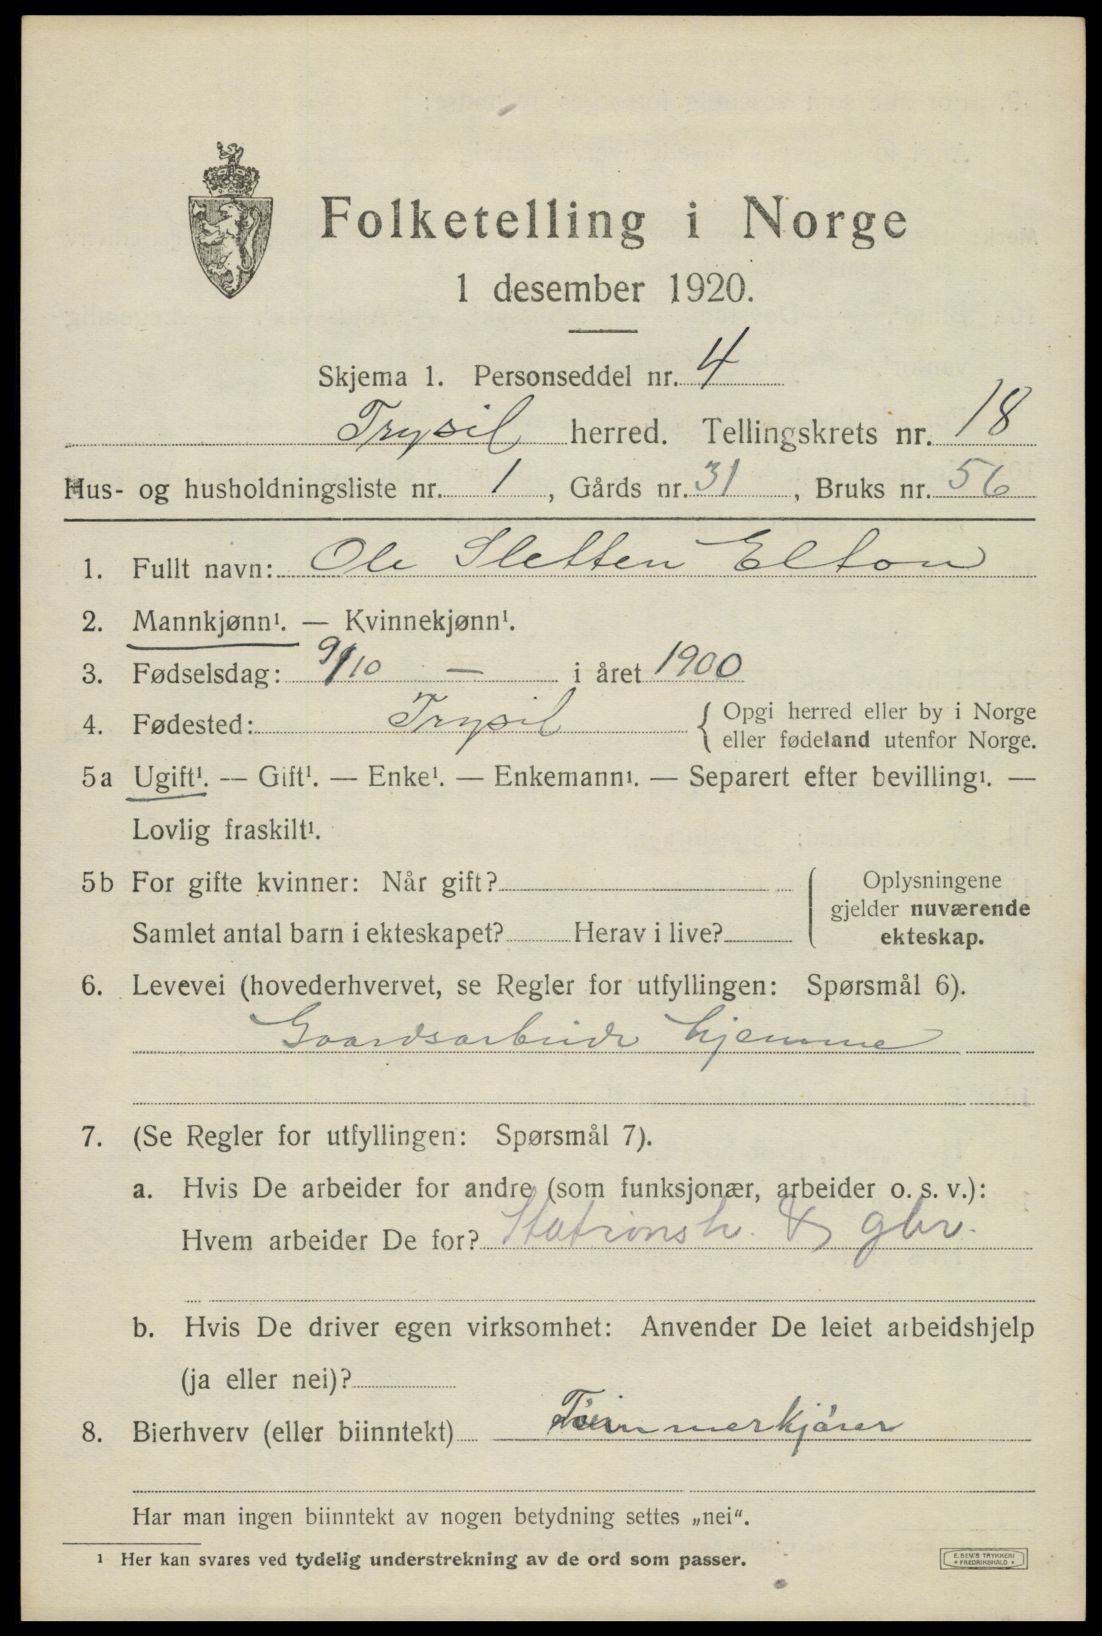 Folketelling i Norge
1 desember 1920.
Skjema 1. Personseddel nr. 4
Trysil herred. Tellingskrets nr. 18
Hus- og husholdningsliste nr. 1, Gårds nr. 31, Bruks nr. 56
1. Fullt navn: Ole Sletten Elton
2. Mannkjønn¹. — Kvinnekjønn¹.
3. Fødselsdag: 9/10 — i året 1900
4. Fødested: Trysil { Opgi herred eller by i Norge
eller fødeland utenfor Norge.
5a Ugift¹. — Gift¹. — Enke¹. — Enkemann¹. — Separert efter bevilling¹. —
Lovlig fraskilt¹.
5b For gifte kvinner: Når gift? ( Oplysningene
gjelder nuværende
Samlet antal barn i ekteskapet? Herav i live? ekteskap.
6. Levevei (hovederhvervet, se Regler for utfyllingen: Spørsmål 6).
Gaardsarbeide hjemme
7. (Se Regler for utfyllingen: Spørsmål 7).
a. Hvis De arbeider for andre (som funksjonær, arbeider o. s. v.):
Hvem arbeider De for? Stationsh. & gbr.
b. Hvis De driver egen virksomhet: Anvender De leiet arbeidshjelp
(ja eller nei)?
8. Bierhverv (eller biinntekt) Tømmerkjører
Har man ingen biinntekt av nogen betydning settes „nei".
¹ Her kan svares ved tydelig understrekning av de ord som passer.
E. SEM'S TRYKKERI
• FREDRIKSHALD •